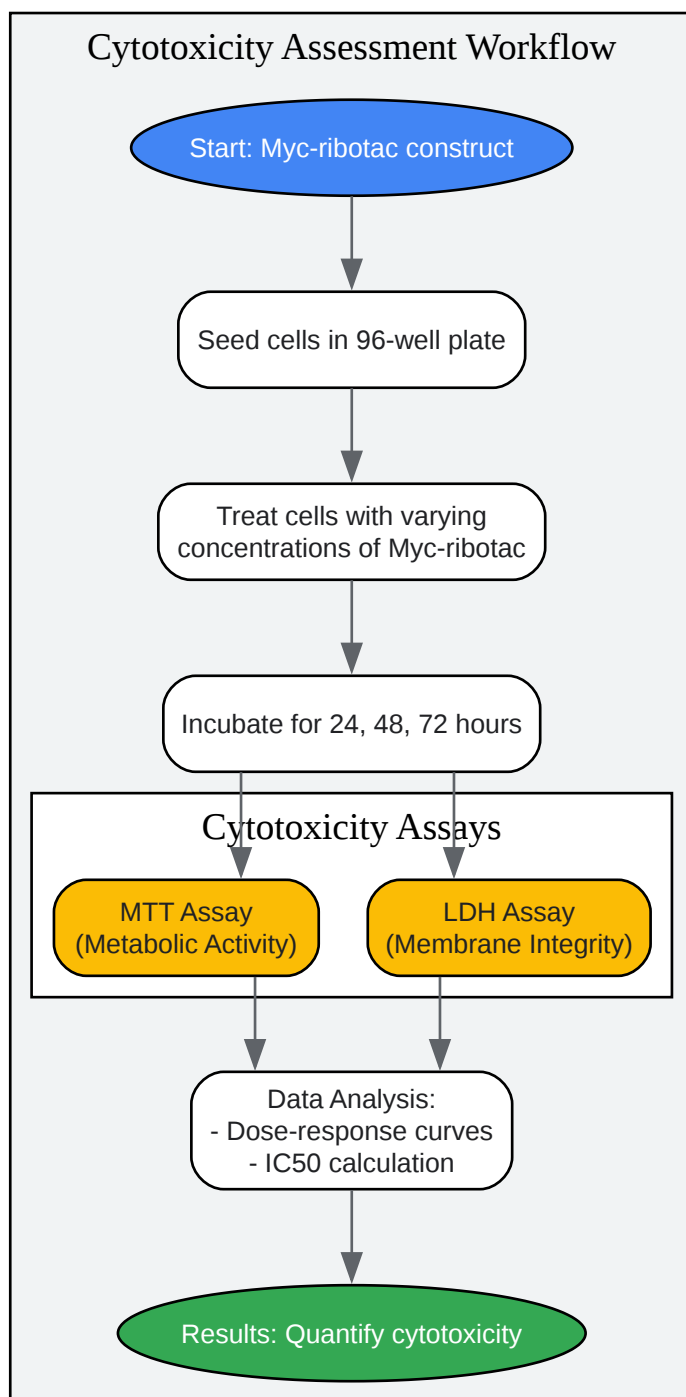 Cytotoxicity Assessment Workflow
Start: Myc-ribotac construct
Seed cells in 96-well plate
Treat cells with varying
concentrations of Myc-ribotac
Incubate for 24, 48, 72 hours
Cytotoxicity Assays
MTT Assay
(Metabolic Activity)
LDH Assay
(Membrane Integrity)
Data Analysis:
- Dose-response curves
- IC50 calculation
Results: Quantify cytotoxicity